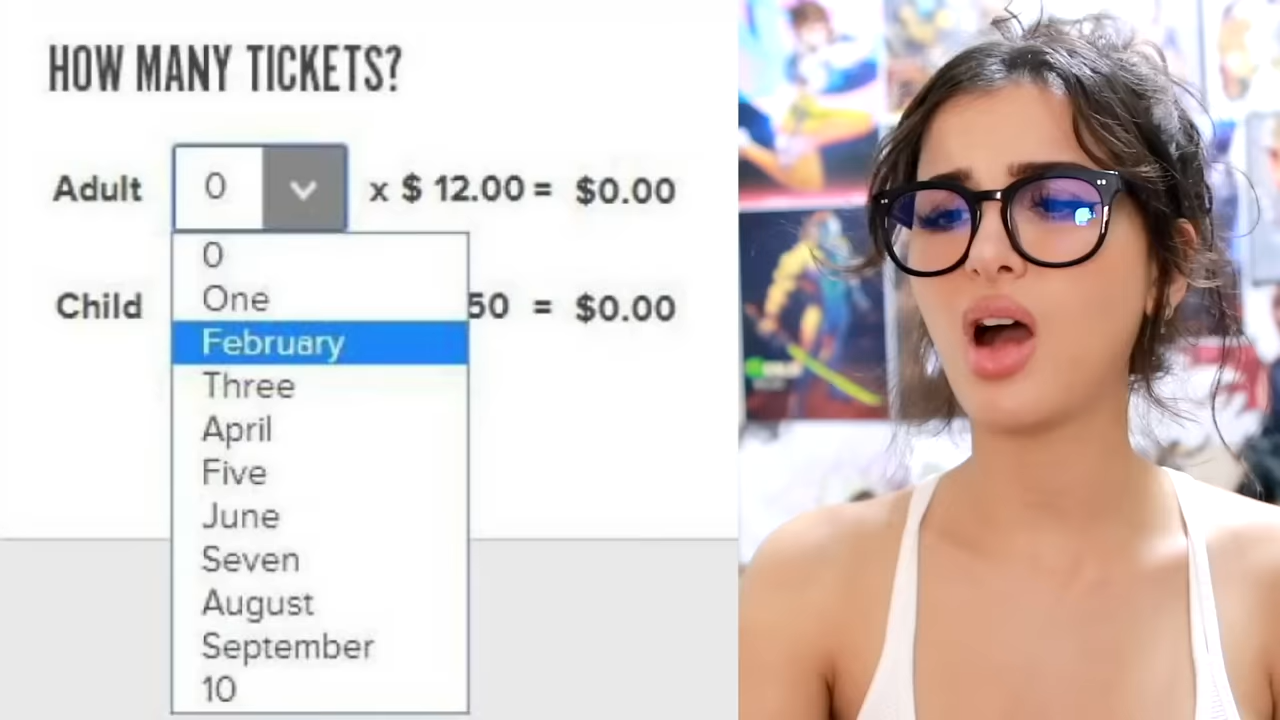 HOW MANY TICKETS?
Adult 0 x $ 12.00 = $0.00
0
One
Child 50 = $0.00
February
Three
April
Five
June
Seven
August
September
10